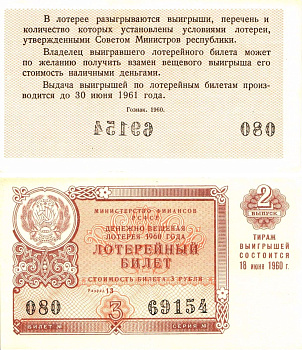 В лотерее разыгрываются выигрыши, перечень и
количество которых установлены условиями лотереи,
утвержденными Советом Министров республики.
Владелец выигравшего лотерейного билета может
по желанию получить взамен вещевого выигрыша его
стоимость наличными деньгами.
Выдача выигрышей по лотерейным билетам произ-
водится до 30 июня 1961 года.
Гознак. 1960.
69154
080
МИНИСТЕРСТВО ФИНАНСОВ
РСФСР
ДЕНЕЖНО-ВЕЩЕВАЯ
ЛОТЕРЕЯ 1960 ГОДА
ЛОТЕРЕЙНЫЙ
БИЛЕТ
СТОИМОСТЬ БИЛЕТА 3 РУБЛЯ
Разряд 13
080
3
69154
БИЛЕТ №
СЕРИЯ №
2
ВЫПУСК
ТИРАЖ
ВЫИГРЫШЕЙ
СОСТОИТСЯ
18 июня 1960 г.